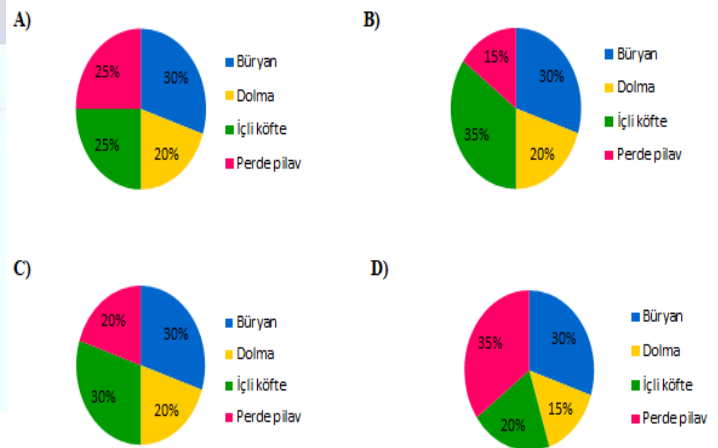 A)
25%
30%
25%
20%
Büryan
Dolma
İçli köfte
Perde pilav
B)
15%
30%
35%
20%
Büryan
Dolma
İçli köfte
Perde pilav
C)
20%
30%
30%
20%
Büryan
Dolma
İçli köfte
Perde pilav
D)
35%
30%
20%
15%
Büryan
Dolma
İçli köfte
Perde pilav